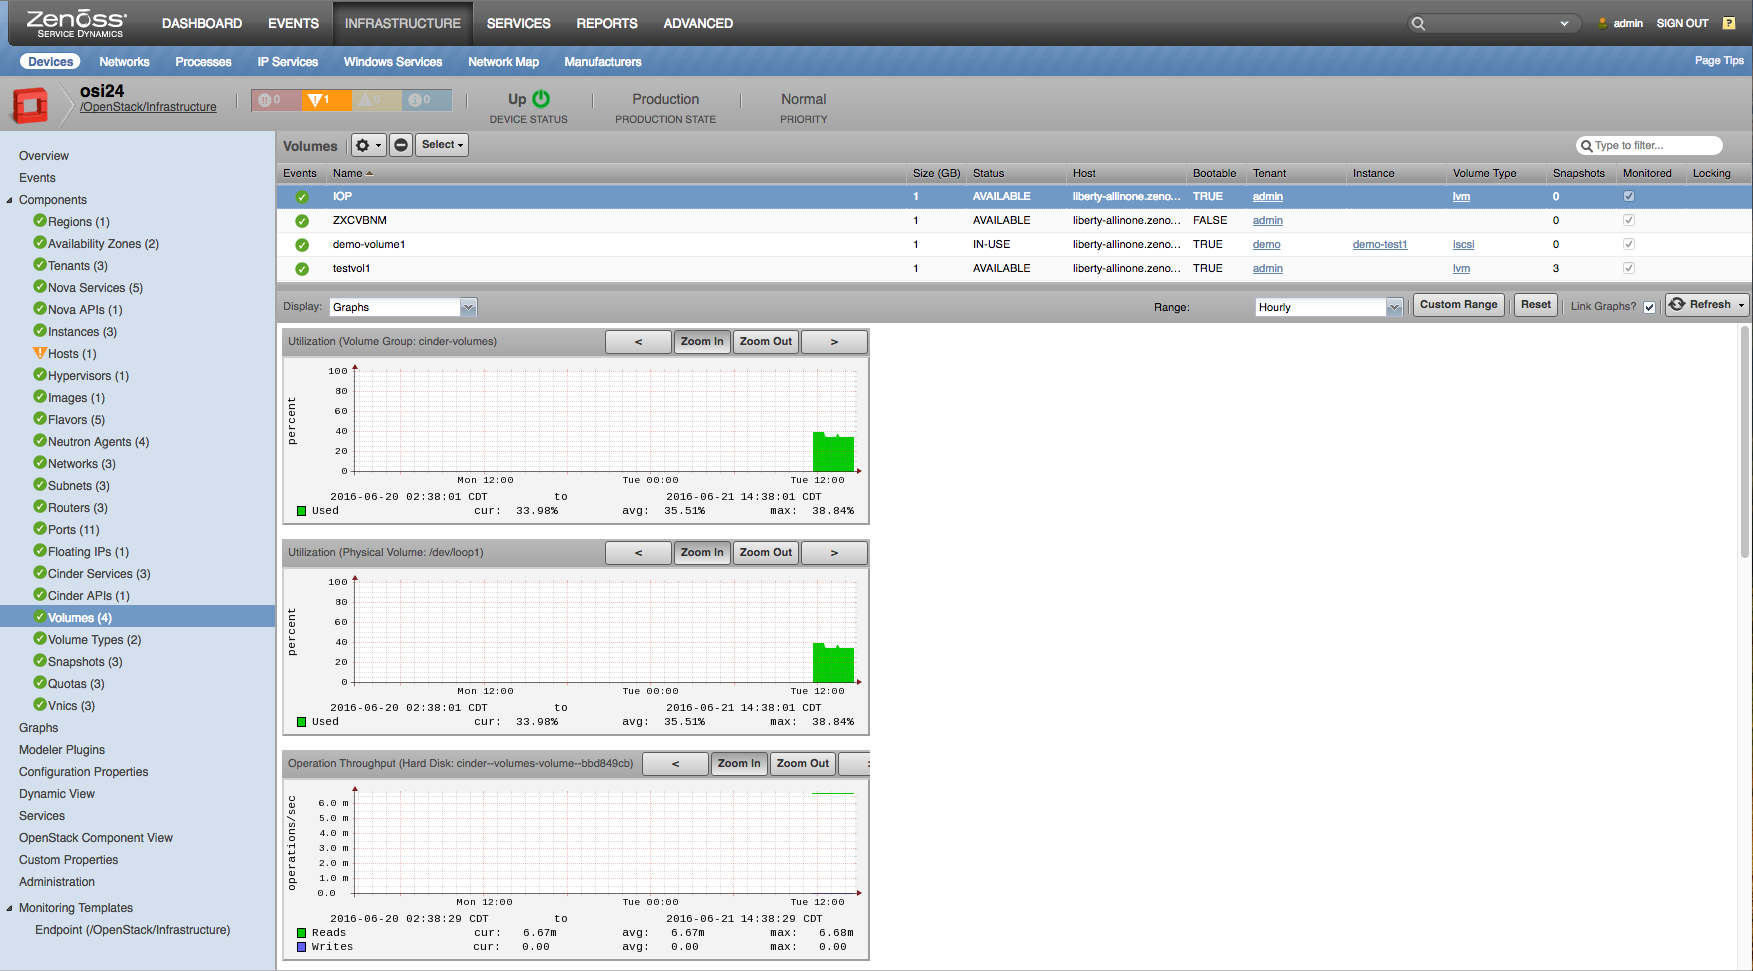 Zenoss
SERVICE DYNAMICS
DASHBOARD EVENTS INFRASTRUCTURE SERVICES REPORTS ADVANCED
admin SIGN OUT ?
Devices Networks Processes IP Services Windows Services Network Map Manufacturers Page Tips
osi24
/OpenStack/Infrastructure
0 1 0 0
Up Production Normal
DEVICE STATUS PRODUCTION STATE PRIORITY
Overview
Events
Components
Regions (1)
Availability Zones (2)
Tenants (3)
Nova Services (5)
Nova APIs (1)
Instances (3)
Hosts (1)
Hypervisors (1)
Images (1)
Flavors (5)
Neutron Agents (4)
Networks (3)
Subnets (3)
Routers (3)
Ports (11)
Floating IPs (1)
Cinder Services (3)
Cinder APIs (1)
Volumes (4)
Volume Types (2)
Snapshots (3)
Quotas (3)
Vnics (3)
Graphs
Modeler Plugins
Configuration Properties
Dynamic View
Services
OpenStack Component View
Custom Properties
Administration
Monitoring Templates
Endpoint (/OpenStack/Infrastructure)
Volumes Select Type to filter...
Events Name Size (GB) Status Host Bootable Tenant Instance Volume Type Snapshots Monitored Locking
IOP 1 AVAILABLE liberty-allinone.zeno... TRUE admin lvm 0
ZXCVBNM 1 AVAILABLE liberty-allinone.zeno... FALSE admin 0
demo-volume1 1 IN-USE liberty-allinone.zeno... TRUE demo demo-test1 iscsi 0
testvol1 1 AVAILABLE liberty-allinone.zeno... TRUE admin lvm 3
Display: Graphs Range: Hourly Custom Range Reset Link Graphs? Refresh
Utilization (Volume Group: cinder-volumes) < Zoom In Zoom Out >
percent
100
80
60
40
20
0
Mon 12:00 Tue 00:00 Tue 12:00
2016-06-20 02:38:01 CDT to 2016-06-21 14:38:01 CDT
Used cur: 33.98% avg: 35.51% max: 38.84%
Utilization (Physical Volume: /dev/loop1) < Zoom In Zoom Out >
percent
100
80
60
40
20
0
Mon 12:00 Tue 00:00 Tue 12:00
2016-06-20 02:38:01 CDT to 2016-06-21 14:38:01 CDT
Used cur: 33.98% avg: 35.51% max: 38.84%
Operation Throughput (Hard Disk: cinder--volumes-volume--bbd849cb) < Zoom In Zoom Out >
operations/sec
6.0 m
5.0 m
4.0 m
3.0 m
2.0 m
1.0 m
0.0
Mon 12:00 Tue 00:00 Tue 12:00
2016-06-20 02:38:29 CDT to 2016-06-21 14:38:29 CDT
Reads cur: 6.67m avg: 6.67m max: 6.68m
Writes cur: 0.00 avg: 0.00 max: 0.00